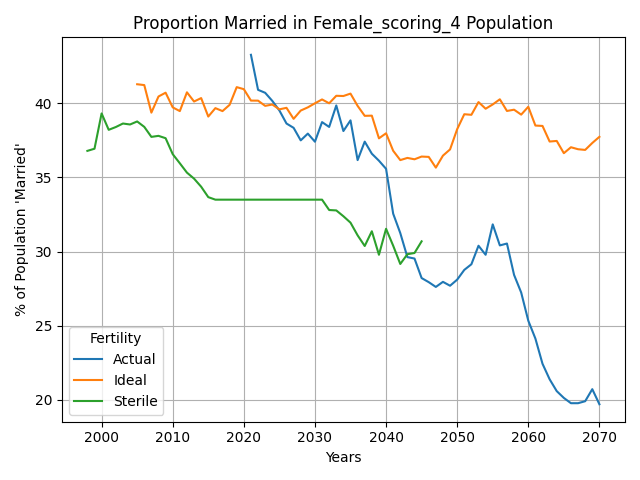 Proportion Married in Female_scoring_4 Population
% of Population 'Married'
40
35
30
25
20
Fertility
Actual
Ideal
Sterile
2000 2010 2020 2030 2040 2050 2060 2070
Years